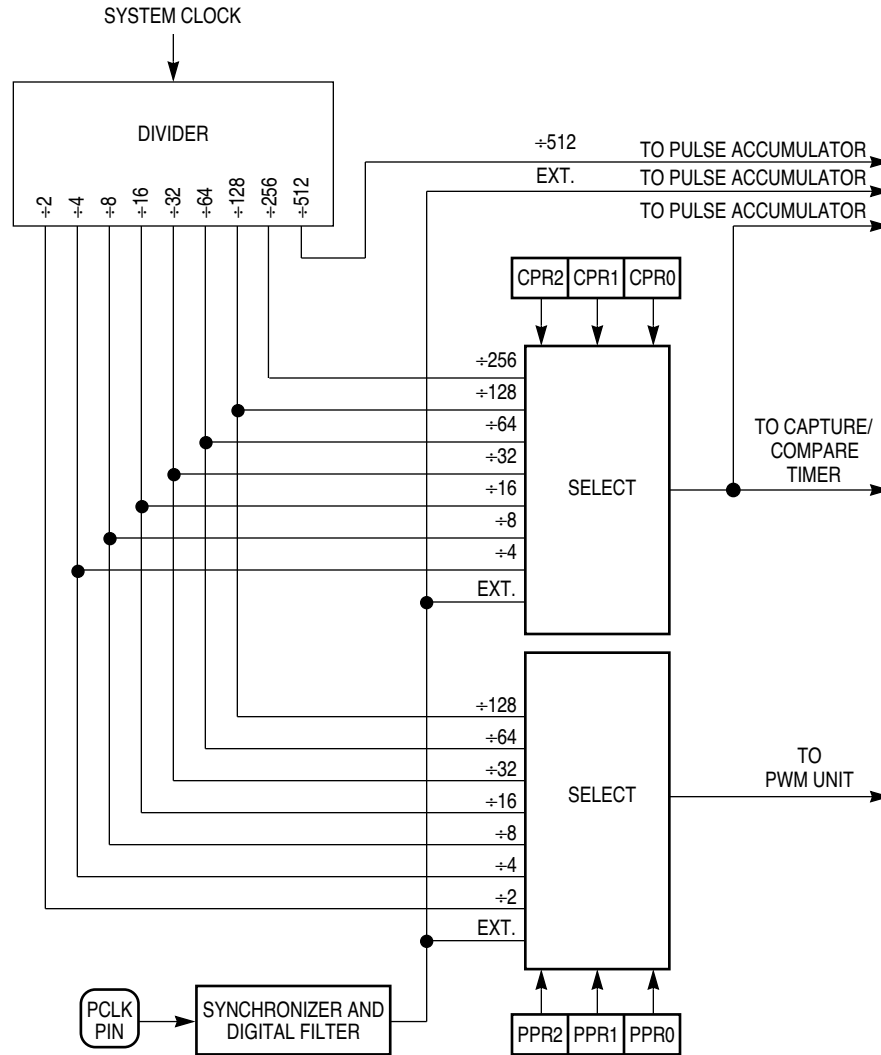 SYSTEM CLOCK
DIVIDER
÷2
÷4
÷8
÷16
÷32
÷64
÷128
÷256
÷512
÷512
TO PULSE ACCUMULATOR
EXT.
TO PULSE ACCUMULATOR
TO PULSE ACCUMULATOR
CPR2
CPR1
CPR0
÷256
÷128
÷64
÷32
÷16
÷8
÷4
EXT.
SELECT
TO CAPTURE/
COMPARE
TIMER
÷128
÷64
÷32
÷16
÷8
÷4
÷2
EXT.
SELECT
TO
PWM UNIT
PCLK
PIN
SYNCHRONIZER AND
DIGITAL FILTER
PPR2
PPR1
PPR0